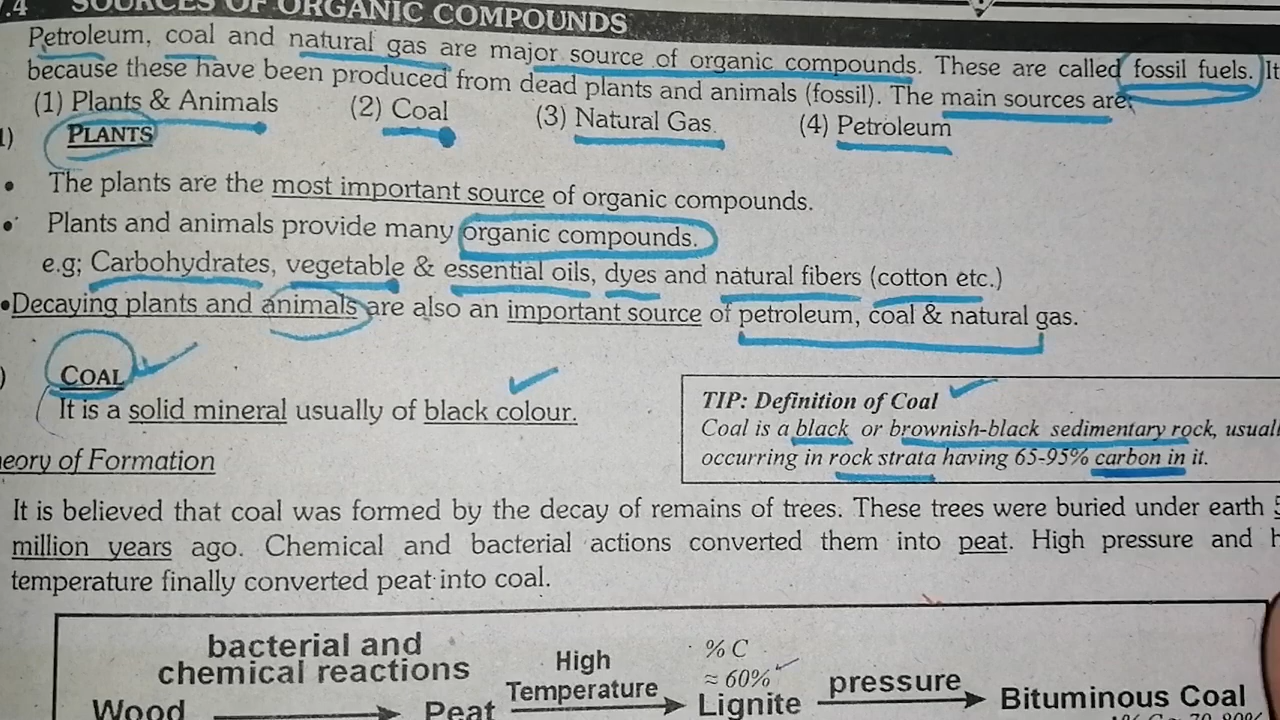 .4 SOURCES OF ORGANIC COMPOUNDS
Petroleum, coal and natural gas are major source of organic compounds. These are called fossil fuels. It
because these have been produced from dead plants and animals (fossil). The main sources are:
(1) Plants & Animals (2) Coal (3) Natural Gas. (4) Petroleum
1) PLANTS
• The plants are the most important source of organic compounds.
• Plants and animals provide many organic compounds.
e.g; Carbohydrates, vegetable & essential oils, dyes and natural fibers (cotton etc.)
•Decaying plants and animals are also an important source of petroleum, coal & natural gas.
) COAL
It is a solid mineral usually of black colour.
TIP: Definition of Coal
Coal is a black or brownish-black sedimentary rock, usuall
occurring in rock strata having 65-95% carbon in it.
eory of Formation
It is believed that coal was formed by the decay of remains of trees. These trees were buried under earth
million years ago. Chemical and bacterial actions converted them into peat. High pressure and h
temperature finally converted peat into coal.
bacterial and
chemical reactions
High
Temperature
% C
≈ 60%
pressure
Wood Peat Lignite Bituminous Coal